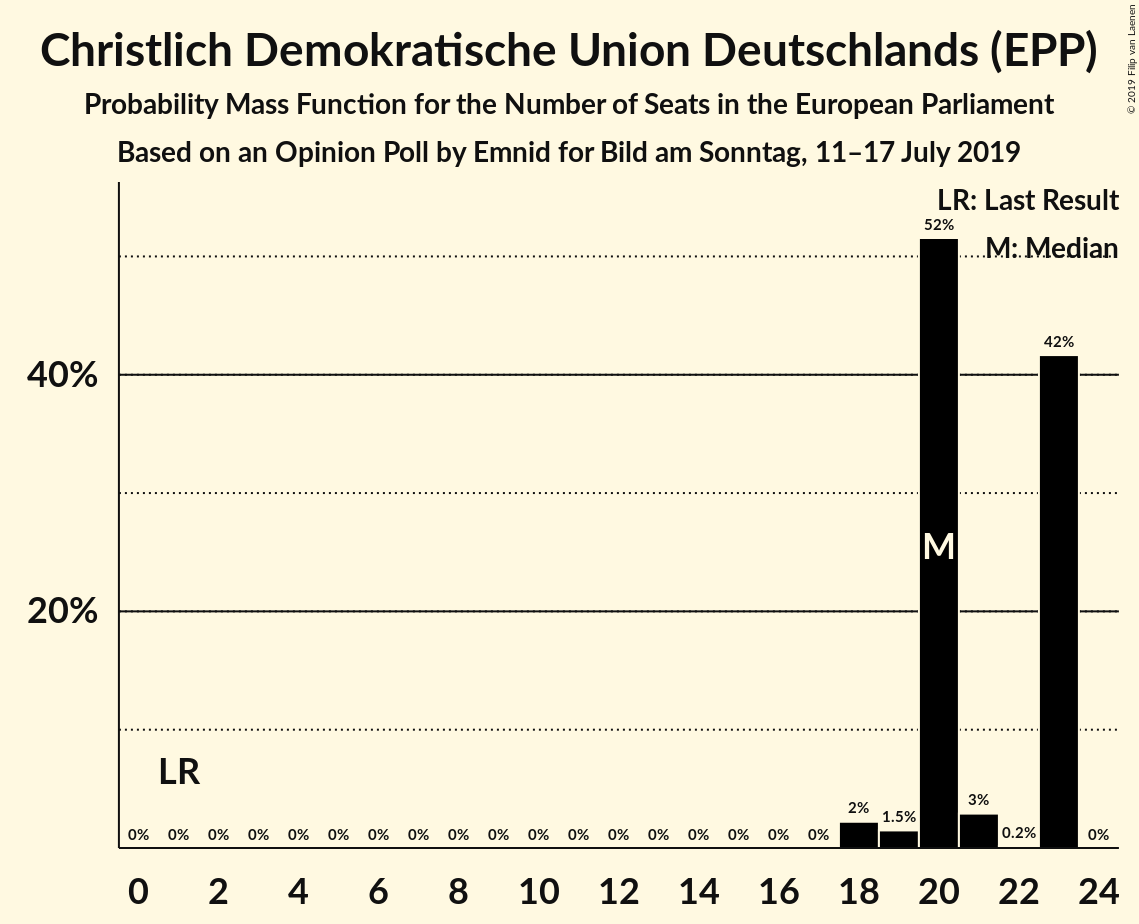 Christlich Demokratische Union Deutschlands (EPP)
Probability Mass Function for the Number of Seats in the European Parliament
Based on an Opinion Poll by Emnid for Bild am Sonntag, 11–17 July 2019
© 2019 Filip van Laenen
LR: Last Result
52%
M: Median
42%
40%
M
20%
LR
2%
3%
1.5%
0% 0% 0% 0% 0% 0% 0% 0% 0% 0% 0% 0% 0% 0% 0% 0% 0% 0.2% 0%
0 2 4 6 8 10 12 14 16 18 20 22 24